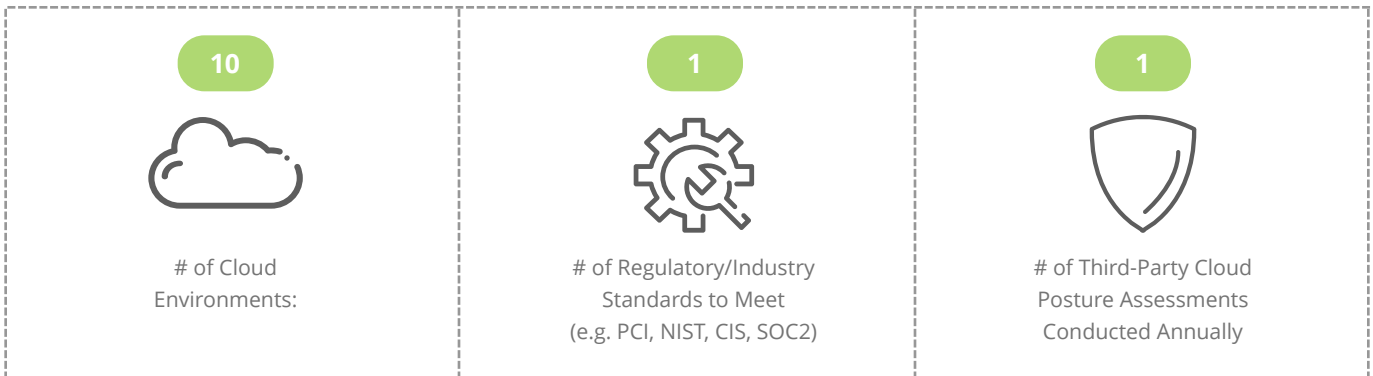 10
# of Cloud
Environments:
1
# of Regulatory/Industry
Standards to Meet
(e.g. PCI, NIST, CIS, SOC2)
1
# of Third-Party Cloud
Posture Assessments
Conducted Annually